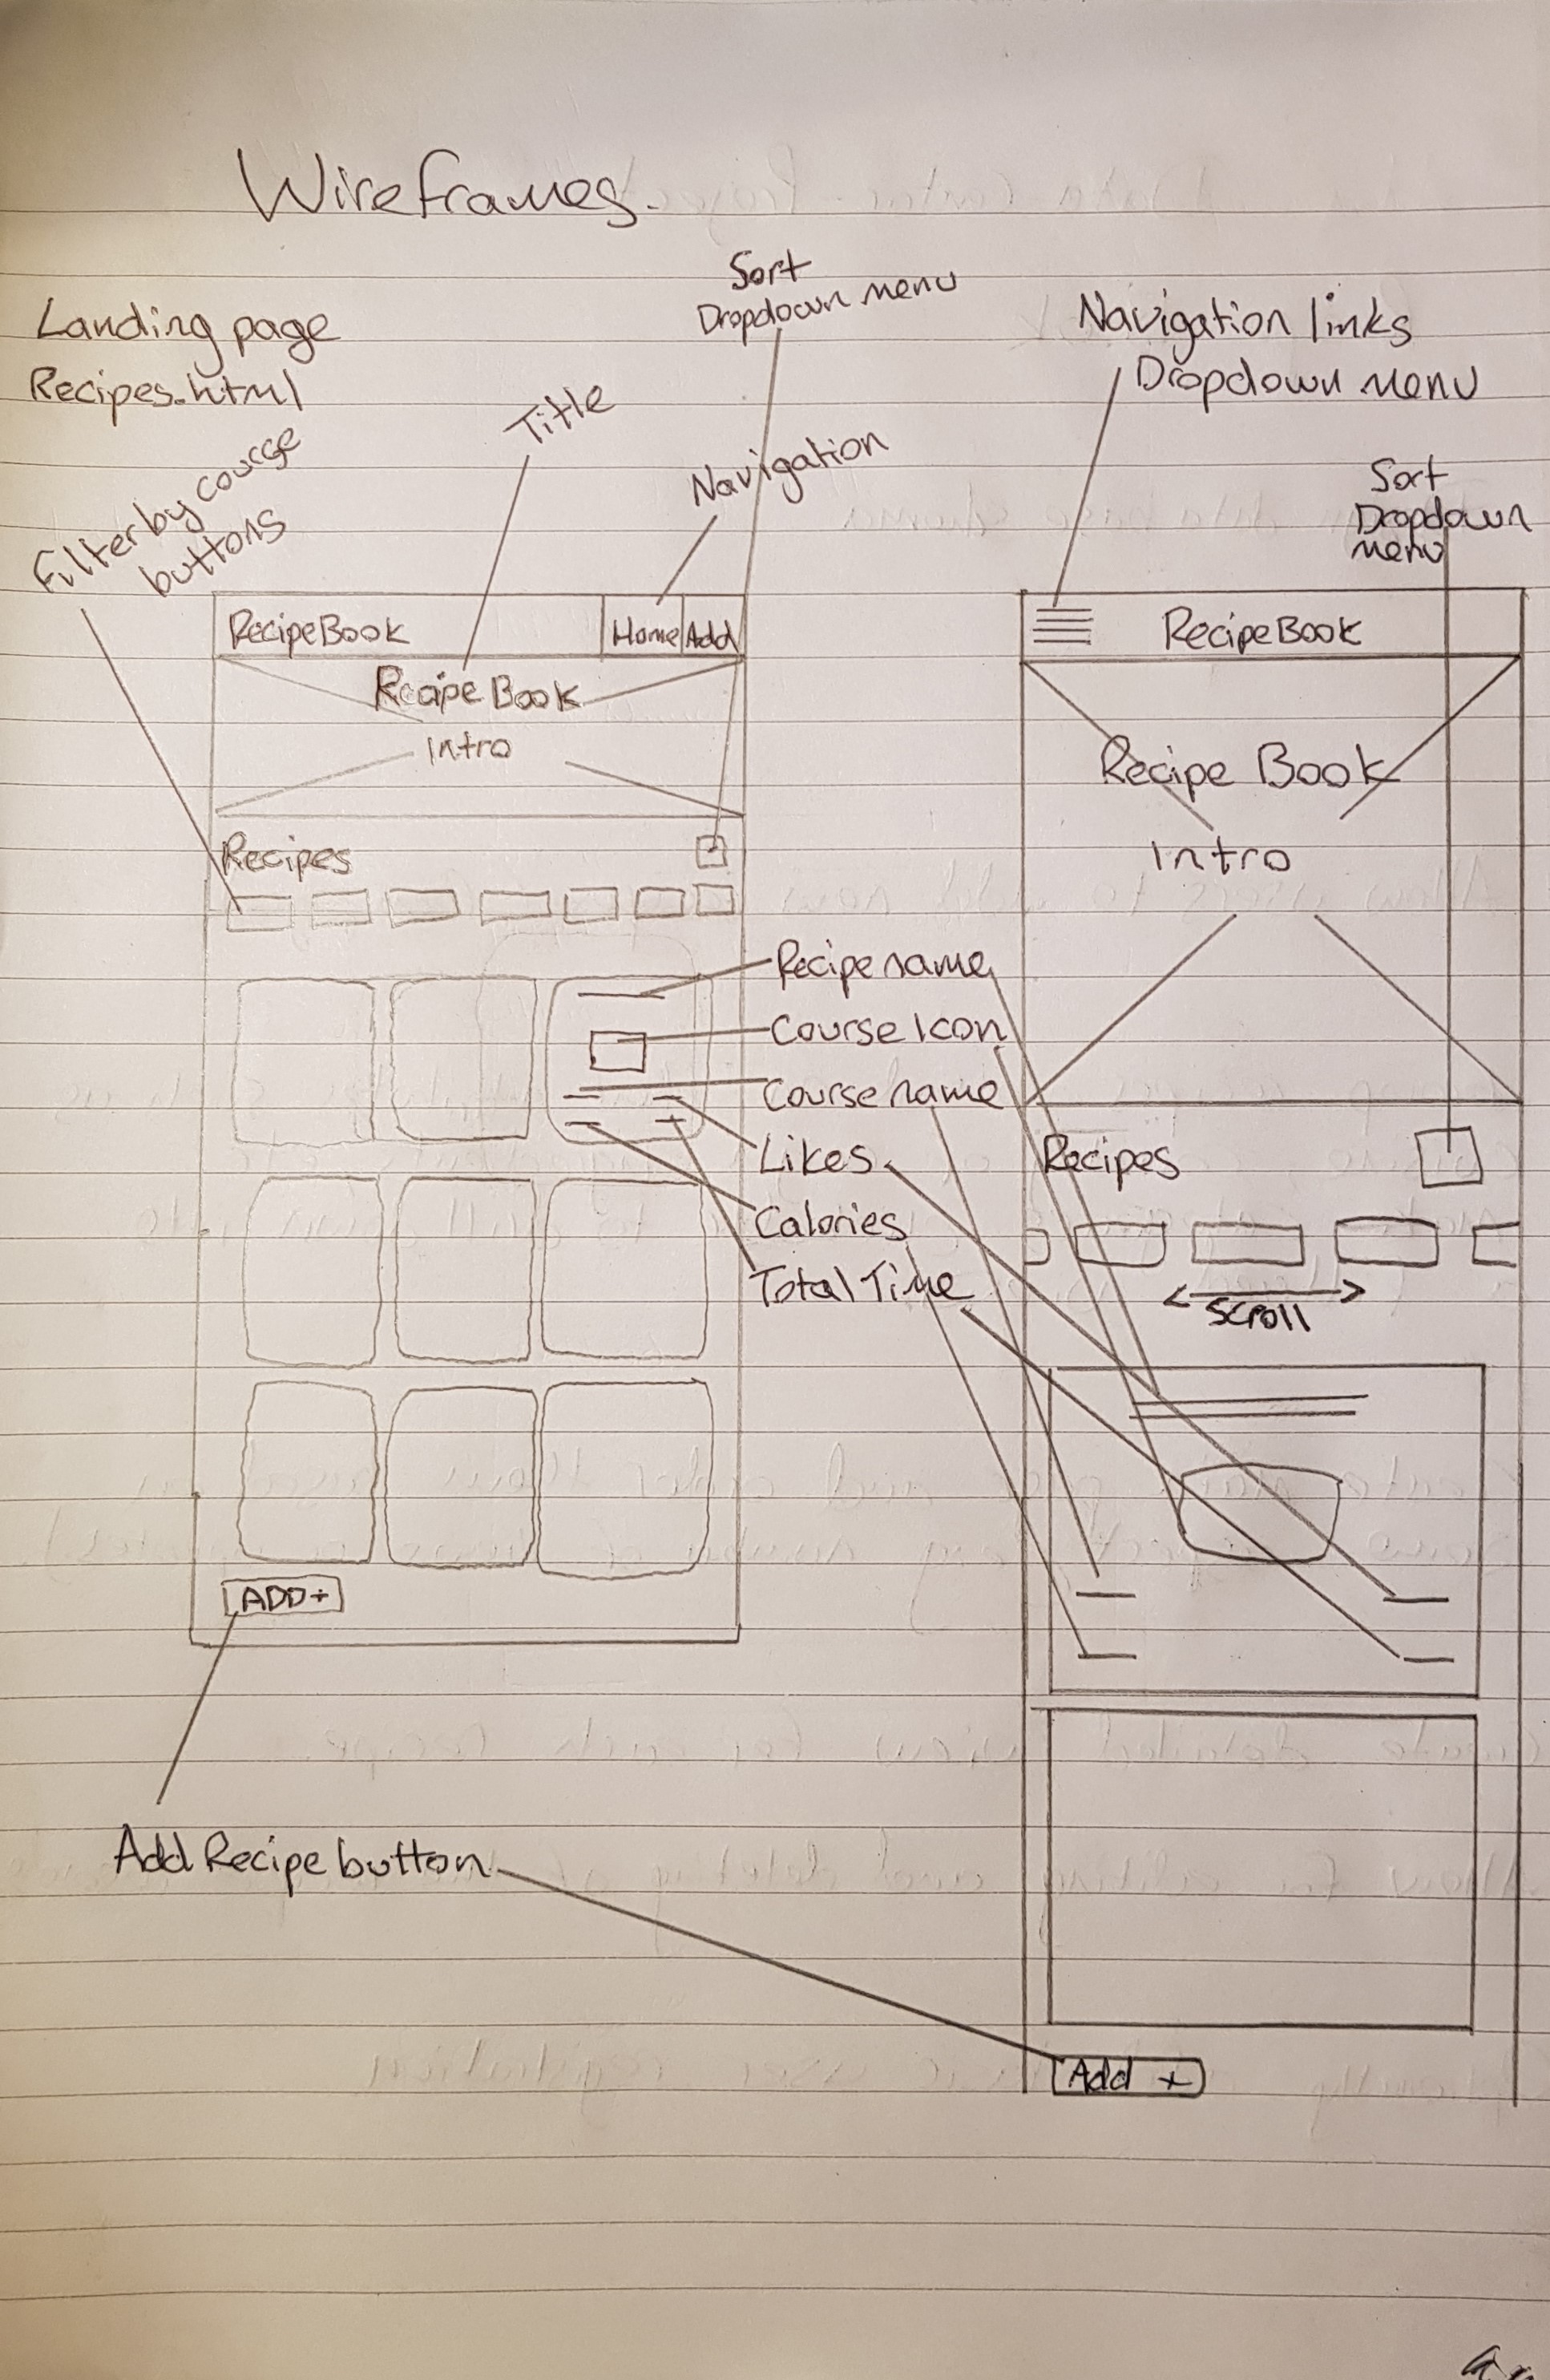 Wireframes.
Landing page
Recipes.html
Sort
Dropdown menu
Navigation links
Dropdown menu
Title
Navigation
Filter by course
buttons
Sort
Dropdown
menu
RecipeBook
Home
Add
Recipe Book
Intro
Recipes
RecipeBook
Recipe Book
Intro
Recipe name
Course Icon
Course name
Likes
Calories
Total Time
Recipes
Scroll
ADD+
Add Recipe button
Add +